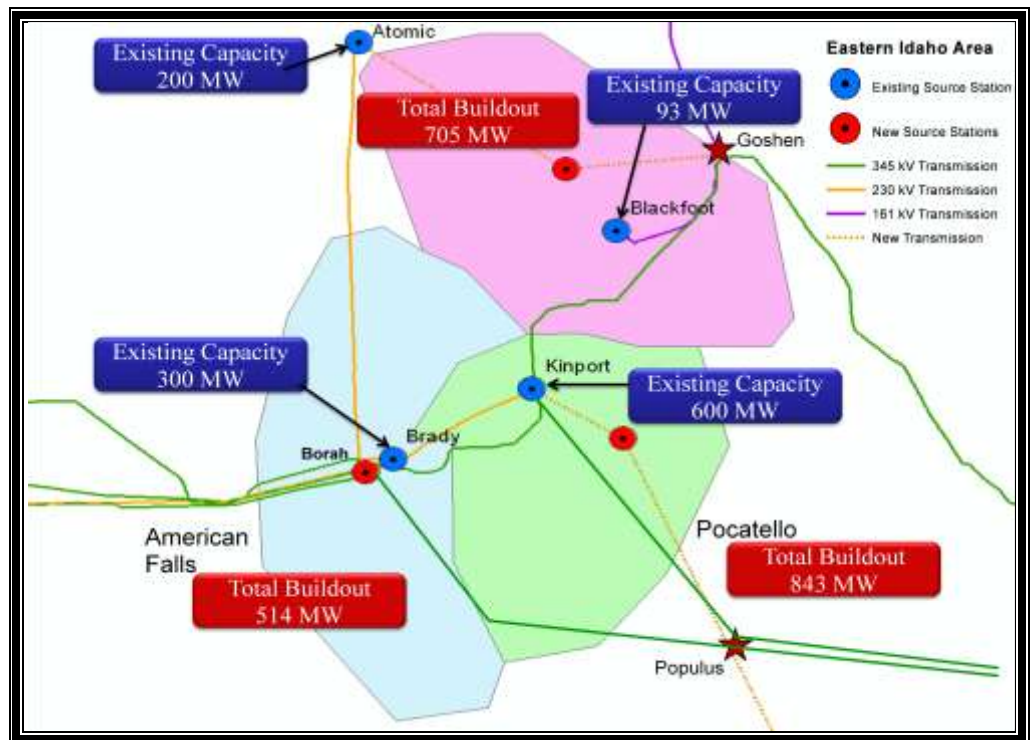 Atomic
Existing Capacity
200 MW
Total Buildout
705 MW
Existing Capacity
93 MW
Eastern Idaho Area
Existing Source Station
New Source Stations
345 kV Transmission
230 kV Transmission
161 kV Transmission
New Transmission
Goshen
Blackfoot
Existing Capacity
300 MW
Kinport
Existing Capacity
600 MW
Brady
Borah
American
Falls
Pocatello
Total Buildout
514 MW
Total Buildout
843 MW
Populus